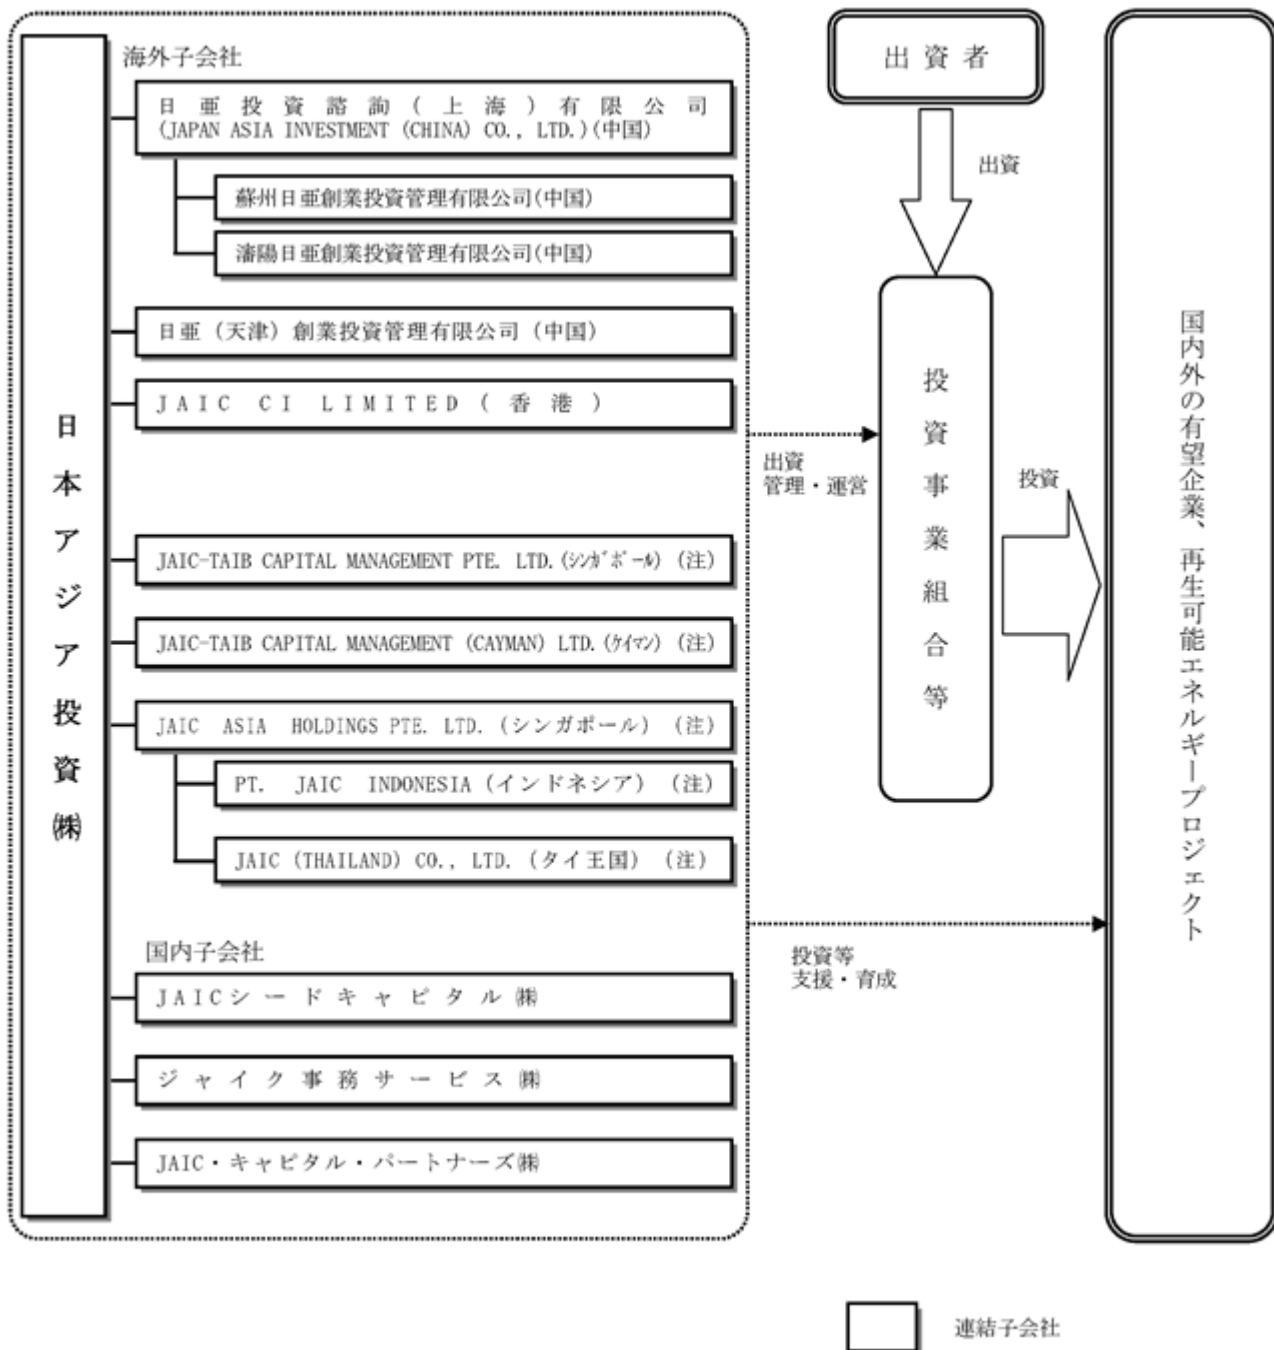 海外子会社
日亜投資諮詢(上海)有限公司
(JAPAN ASIA INVESTMENT (CHINA) CO., LTD.)(中国)
蘇州日亜創業投資管理有限公司(中国)
瀋陽日亜創業投資管理有限公司(中国)
日亜(天津)創業投資管理有限公司(中国)
JAIC CI LIMITED(香港)
JAIC-TAIB CAPITAL MANAGEMENT PTE. LTD.(シンガポール)(注)
JAIC-TAIB CAPITAL MANAGEMENT (CAYMAN) LTD.(ケイマン)(注)
JAIC ASIA HOLDINGS PTE. LTD.(シンガポール)(注)
PT. JAIC INDONESIA(インドネシア)(注)
JAIC (THAILAND) CO., LTD.(タイ王国)(注)
国内子会社
JAICシードキャピタル㈱
ジャイク事務サービス㈱
JAIC・キャピタル・パートナーズ㈱
日本アジア投資㈱
出資者
出資
出資
管理・運営
投資事業組合等
投資
投資等
支援・育成
国内外の有望企業、再生可能エネルギープロジェクト
連結子会社